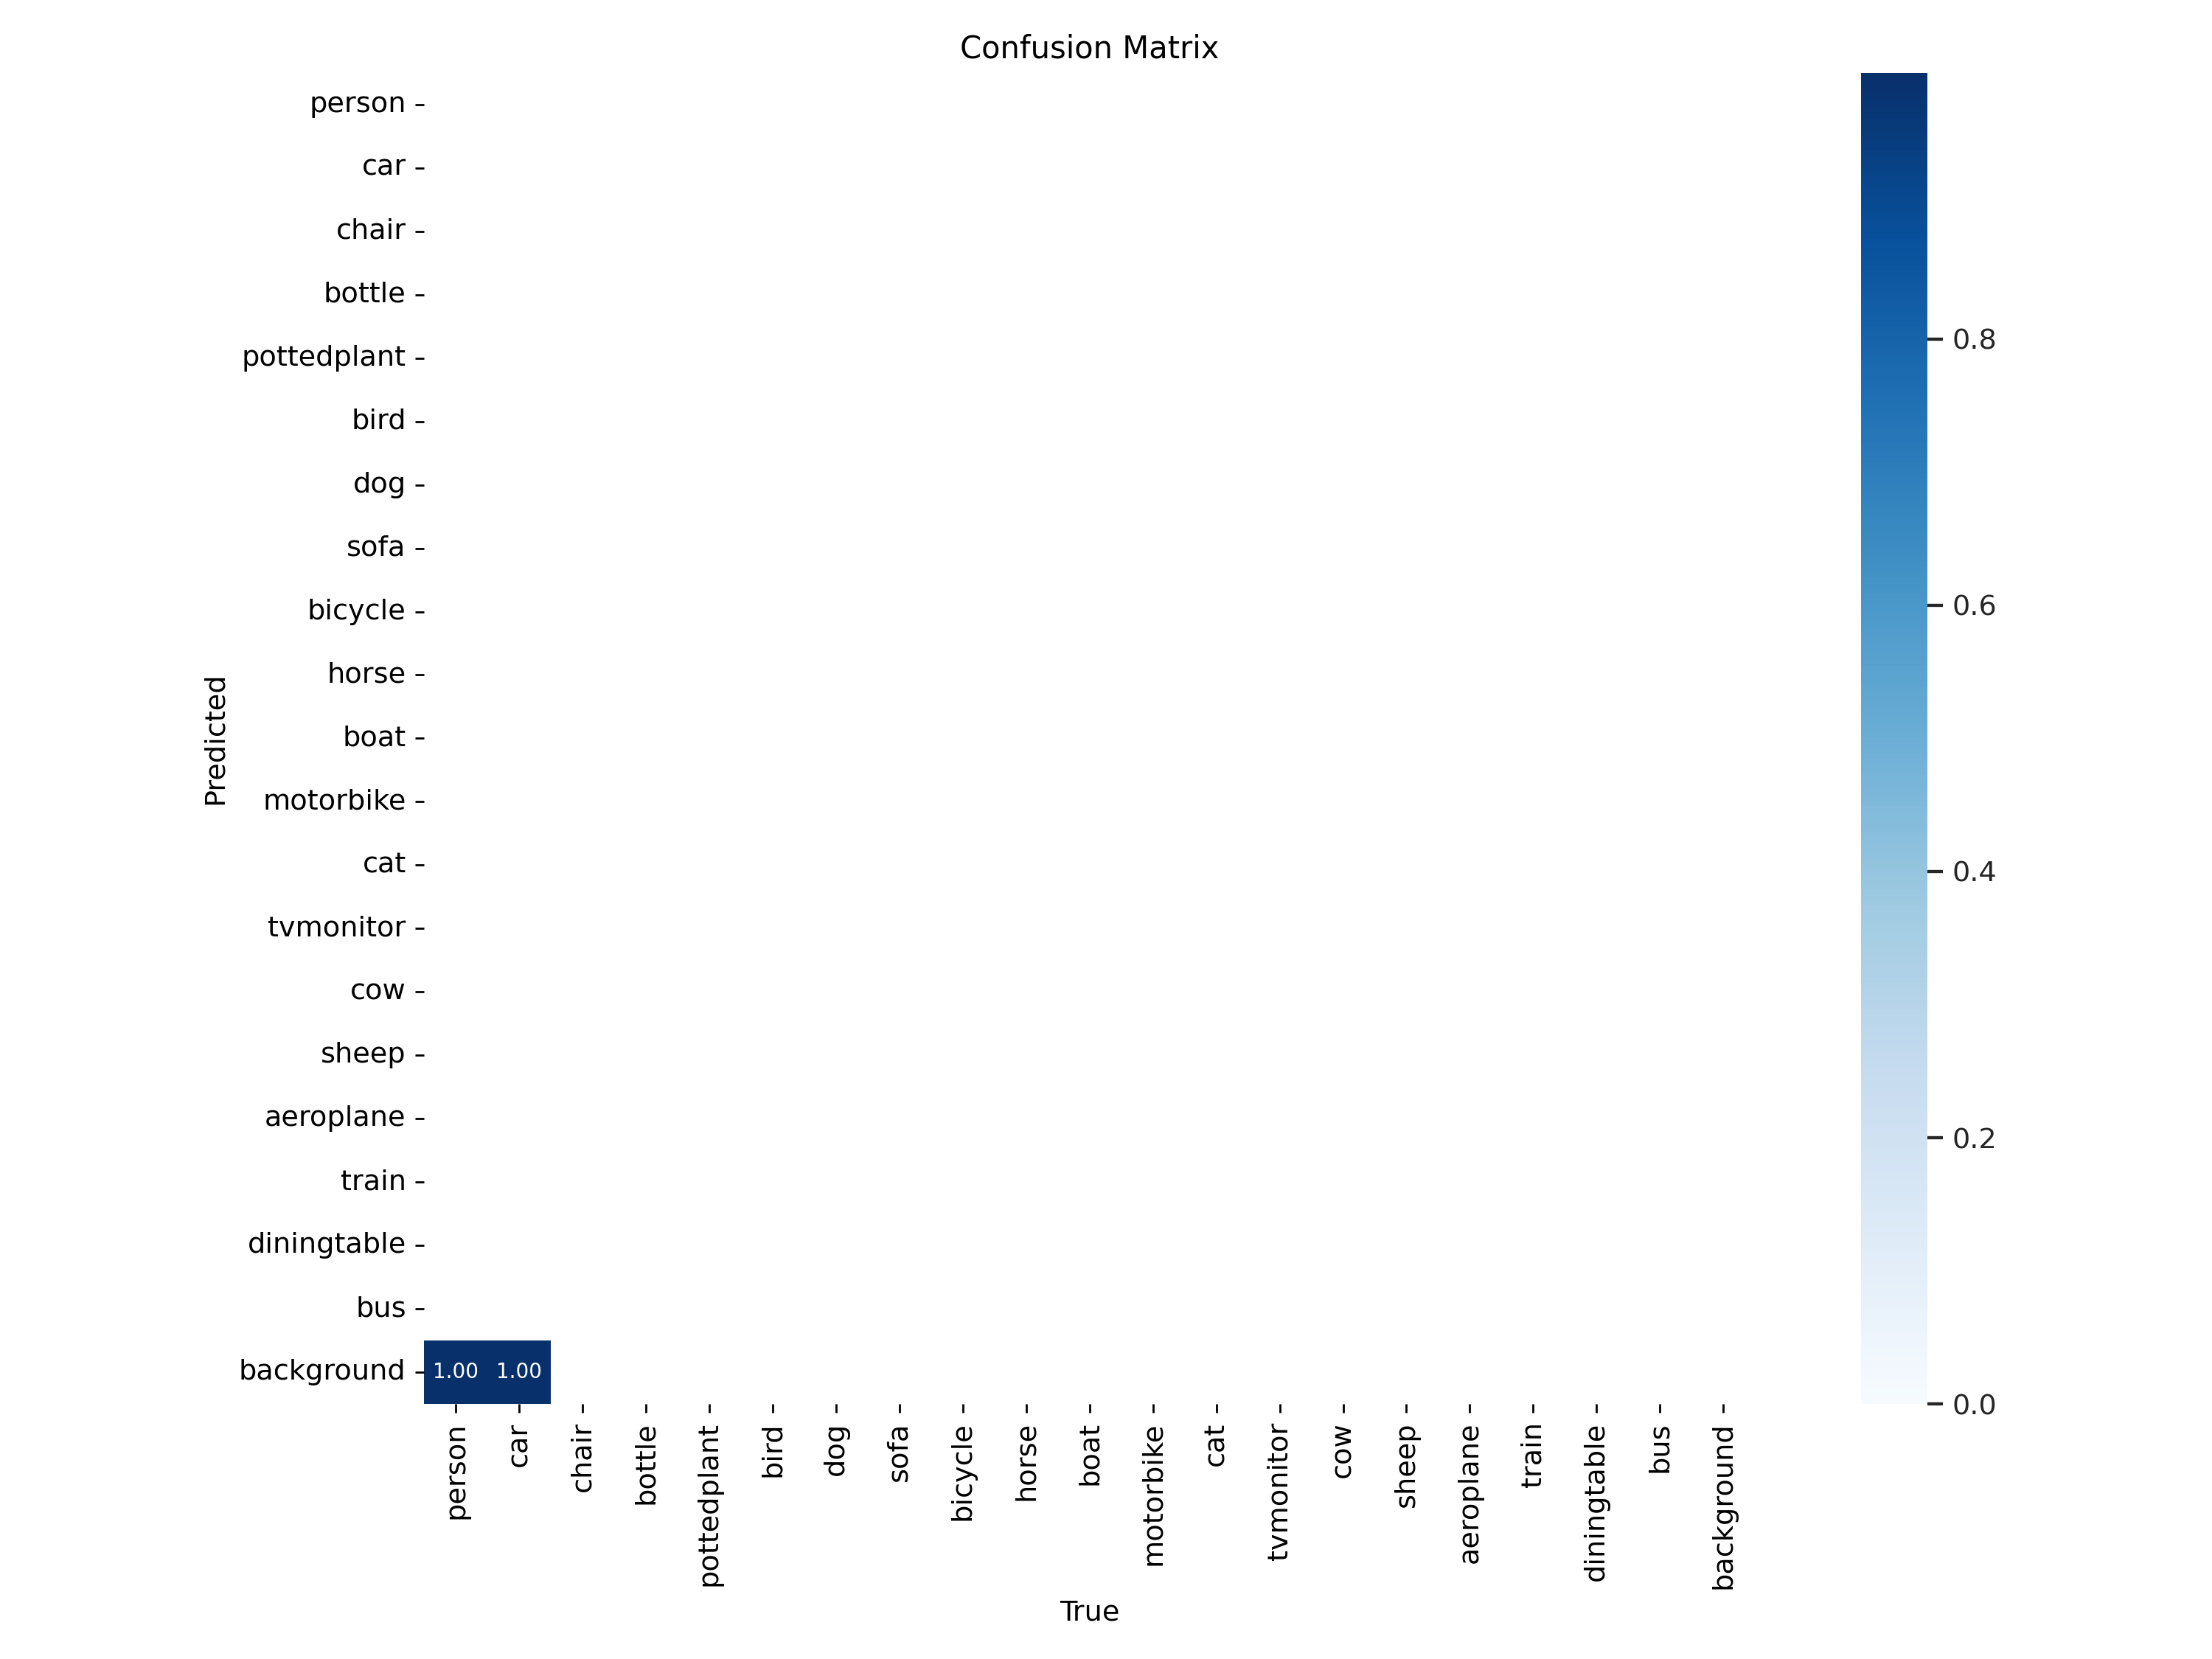 Confusion Matrix
person
car
chair
bottle
pottedplant
bird
dog
sofa
bicycle
horse
boat
motorbike
cat
tvmonitor
cow
sheep
aeroplane
train
diningtable
bus
background
Predicted
1.00 1.00
person
car
chair
bottle
pottedplant
bird
dog
sofa
bicycle
horse
boat
motorbike
cat
tvmonitor
cow
sheep
aeroplane
train
diningtable
bus
background
True
0.8
0.6
0.4
0.2
0.0